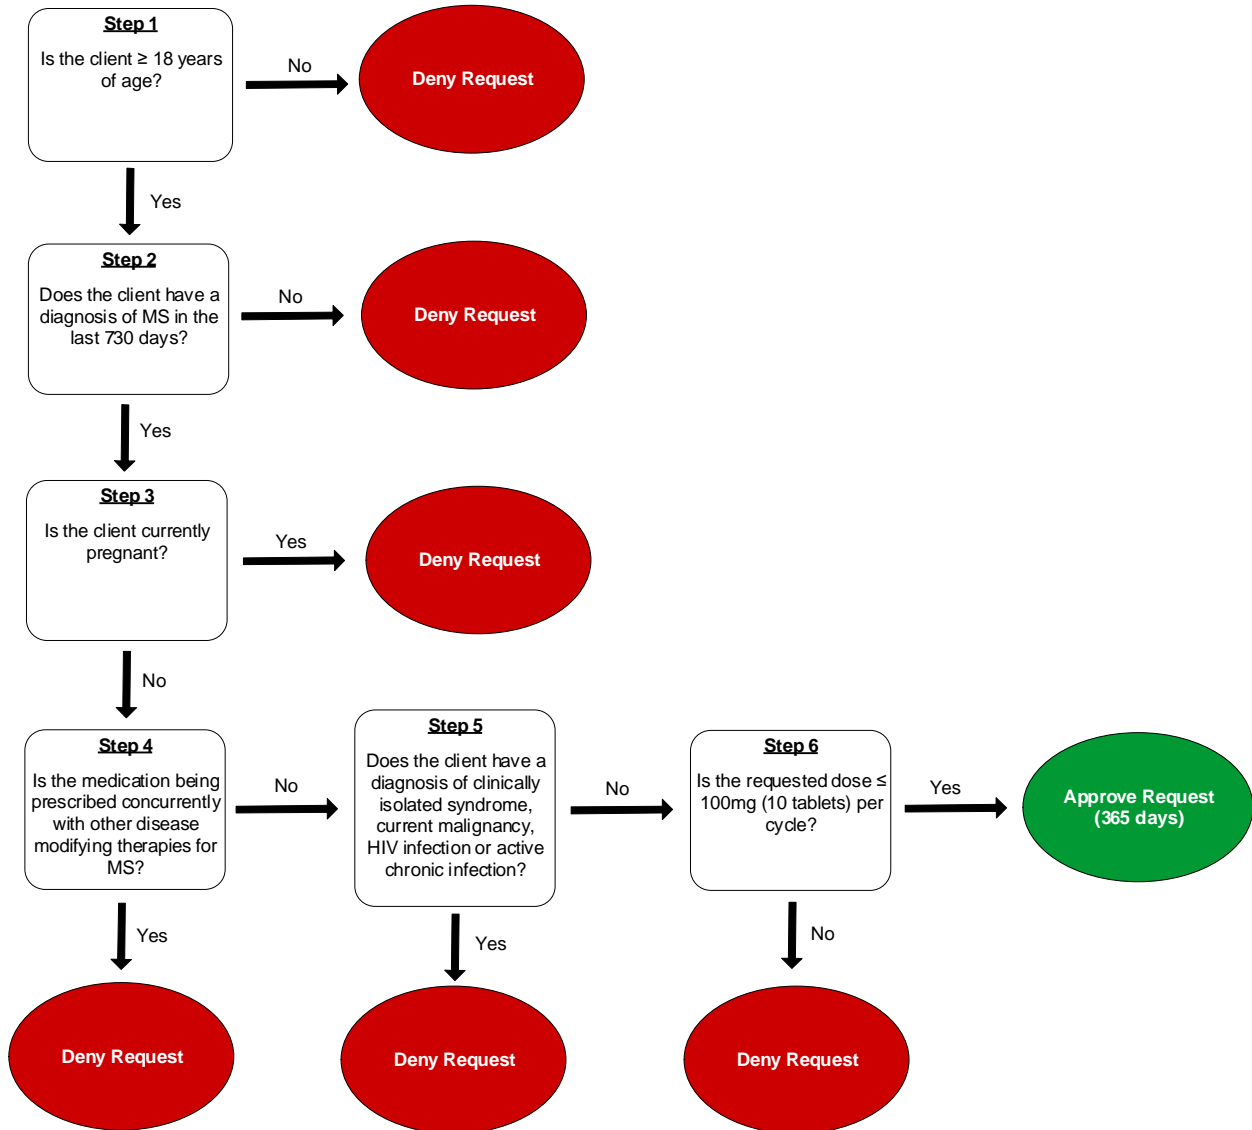 Step 1
Is the client ≥ 18 years
of age?
No
Deny Request
Yes
Step 2
Does the client have a
diagnosis of MS in the
last 730 days?
No
Deny Request
Yes
Step 3
Is the client currently
pregnant?
Yes
Deny Request
No
Step 4
Is the medication being
prescribed concurrently
with other disease
modifying therapies for
MS?
No
Step 5
Does the client have a
diagnosis of clinically
isolated syndrome,
current malignancy,
HIV infection or active
chronic infection?
No
Step 6
Is the requested dose ≤
100mg (10 tablets) per
cycle?
Yes
Approve Request
(365 days)
Yes
Deny Request
Yes
Deny Request
No
Deny Request